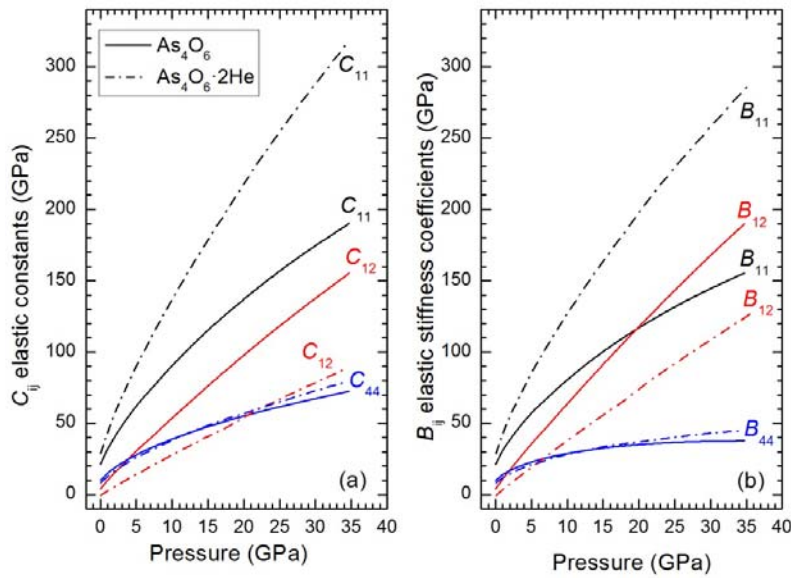 As₄O₆
As₄O₆·2He
C₁₁
C₁₁
C₁₂
C₁₂
C₄₄
(a)
300
250
200
150
100
50
0
0 5 10 15 20 25 30 35 40
Pressure (GPa)
Cᵢⱼ elastic constants (GPa)
B₁₁
B₁₂
B₁₁
B₁₂
B₄₄
(b)
300
250
200
150
100
50
0
0 5 10 15 20 25 30 35 40
Pressure (GPa)
Bᵢⱼ elastic stiffness coefficients (GPa)